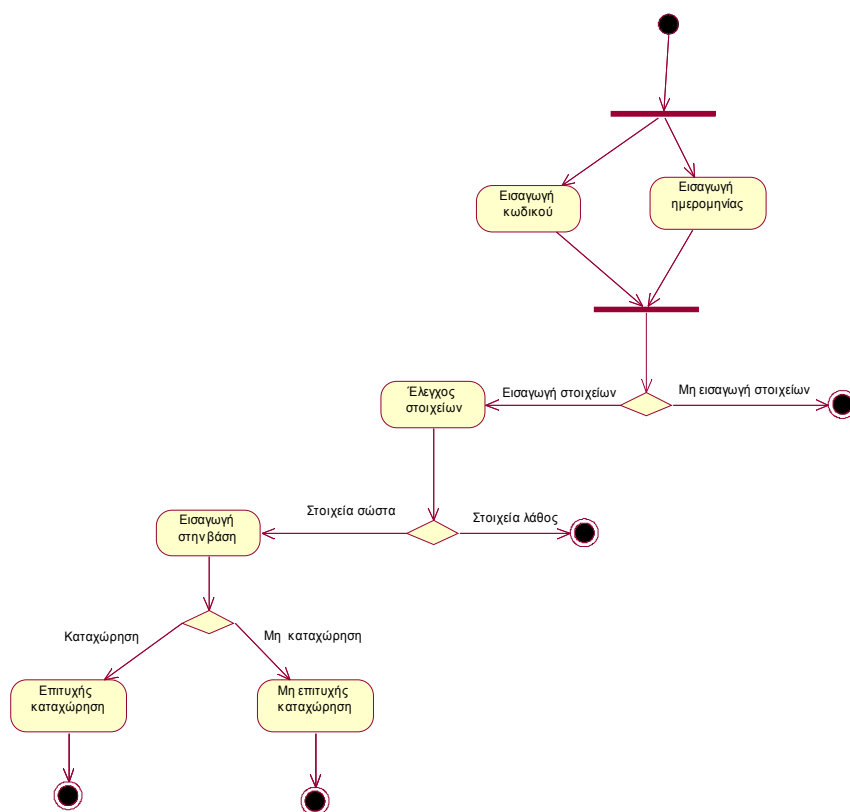 Εισαγωγή
κωδικού
Εισαγωγή
ημερομηνίας
Έλεγχος
στοιχείων
Εισαγωγή στοιχείων
Μη εισαγωγή στοιχείων
Εισαγωγή
στην βάση
Στοιχεία σώστα
Στοιχεία λάθος
Καταχώρηση
Μη καταχώρηση
Επιτυχής
καταχώρηση
Μη επιτυχής
καταχώρηση